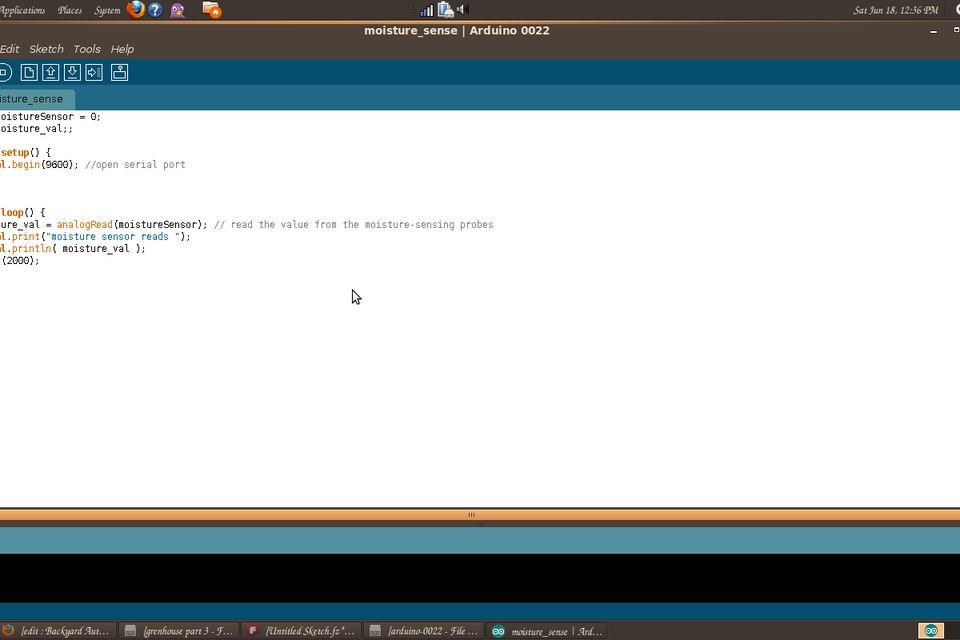 Applications Places System Sat Jun 18, 12:36 PM
moisture_sense | Arduino 0022
Edit Sketch Tools Help
isture_sense
oistureSensor = 0;
oisture_val;;
setup() {
l.begin(9600); //open serial port
loop() {
ure_val = analogRead(moistureSensor); // read the value from the moisture-sensing probes
l.print("moisture sensor reads ");
l.println( moisture_val );
(2000);
[edit : Backyard Aut... [grenhouse part 3 - F... [Untitled Sketch.fz*... [arduino-0022 - File ... moisture_sense | Ard...